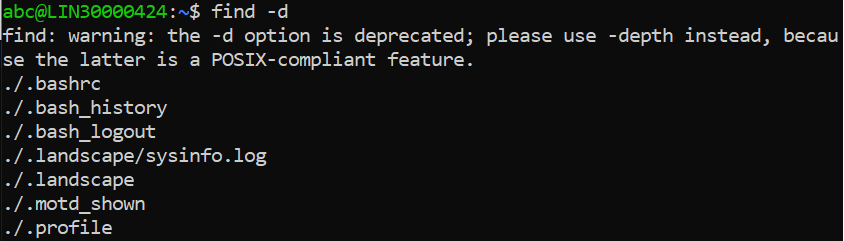 abc@LIN30000424:~$ find -d
find: warning: the -d option is deprecated; please use -depth instead, becau
se the latter is a POSIX-compliant feature.
./.bashrc
./.bash_history
./.bash_logout
./.landscape/sysinfo.log
./.landscape
./.motd_shown
./.profile